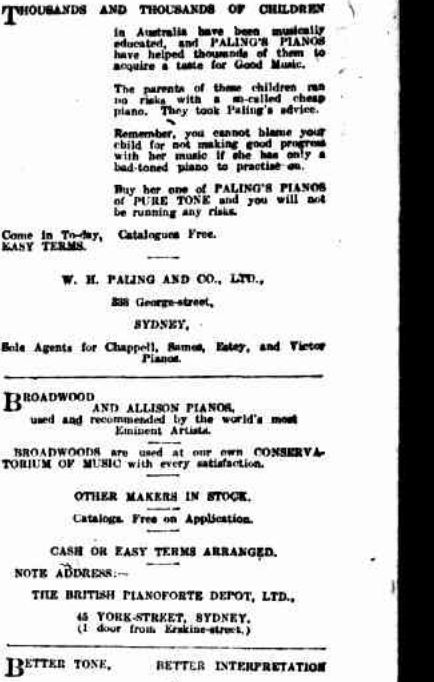 THOUSANDS AND THOUSANDS OF CHILDREN
in Australia have been musically
educated, and PALING'S PIANOS
have helped thousands of them to
acquire a taste for Good Music.
The parents of these children ran
no risks with a so-called cheap
piano. They took Paling's advice.
Remember, you cannot blame your
child for not making good progress
with her music if she has only a
bad-toned piano to practise on.
Buy her one of PALING'S PIANOS
of PURE TONE and you will not
be running any risks.
Come in To-day, Catalogues Free.
EASY TERMS.
W. H. PALING AND CO., LTD.,
338 George-street,
SYDNEY,
Sole Agents for Chappell, Sames, Estey, and Victor
Pianos.
BROADWOOD
AND ALLISON PIANOS,
used and recommended by the world's most
Eminent Artists.
BROADWOODS are used at our own CONSERVA-
TORIUM OF MUSIC with every satisfaction.
OTHER MAKERS IN STOCK.
Catalogs. Free on Application.
CASH OR EASY TERMS ARRANGED.
NOTE ADDRESS:—
THE BRITISH PIANOFORTE DEPOT, LTD.,
45 YORK-STREET, SYDNEY.
(1 door from Erskine-street.)
BETTER TONE, BETTER INTERPRETATION